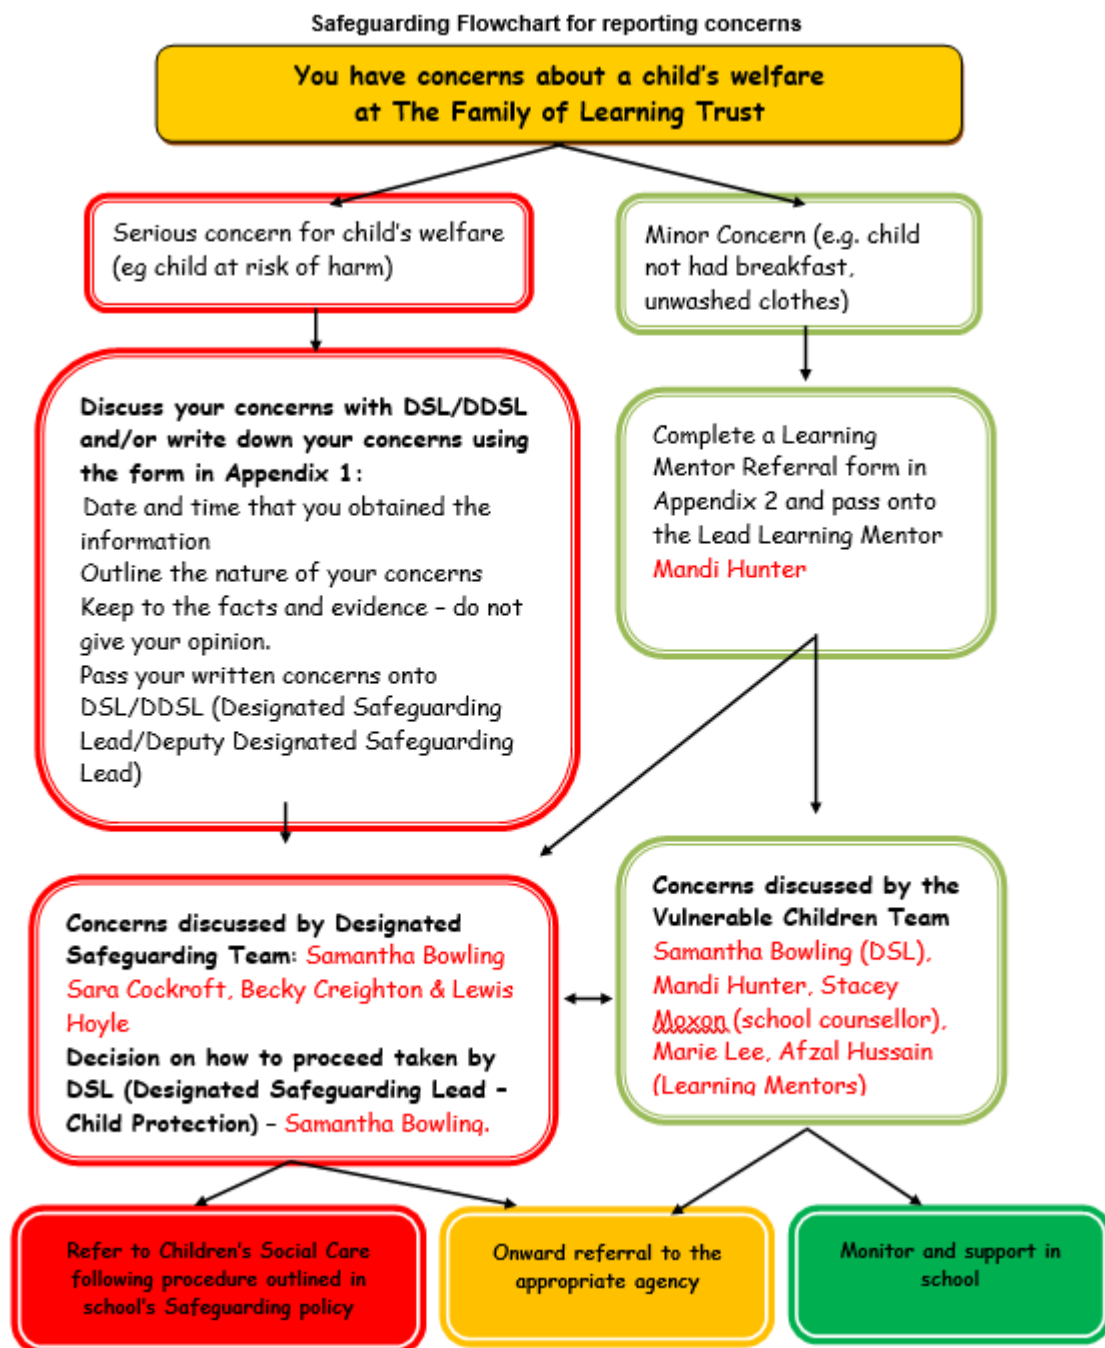 Safeguarding Flowchart for reporting concerns
You have concerns about a child's welfare
at The Family of Learning Trust
Serious concern for child's welfare
(eg child at risk of harm)
Minor Concern (e.g. child
not had breakfast,
unwashed clothes)
Discuss your concerns with DSL/DDSL
and/or write down your concerns using
the form in Appendix 1:
Date and time that you obtained the
information
Outline the nature of your concerns
Keep to the facts and evidence – do not
give your opinion.
Pass your written concerns onto
DSL/DDSL (Designated Safeguarding
Lead/Deputy Designated Safeguarding
Lead)
Complete a Learning
Mentor Referral form in
Appendix 2 and pass onto
the Lead Learning Mentor
Mandi Hunter
Concerns discussed by Designated
Safeguarding Team: Samantha Bowling
Sara Cockroft, Becky Creighton & Lewis
Hoyle
Decision on how to proceed taken by
DSL (Designated Safeguarding Lead –
Child Protection) – Samantha Bowling.
Concerns discussed by the
Vulnerable Children Team
Samantha Bowling (DSL),
Mandi Hunter, Stacey
Moxon (school counsellor),
Marie Lee, Afzal Hussain
(Learning Mentors)
Refer to Children's Social Care
following procedure outlined in
school's Safeguarding policy
Onward referral to the
appropriate agency
Monitor and support in
school